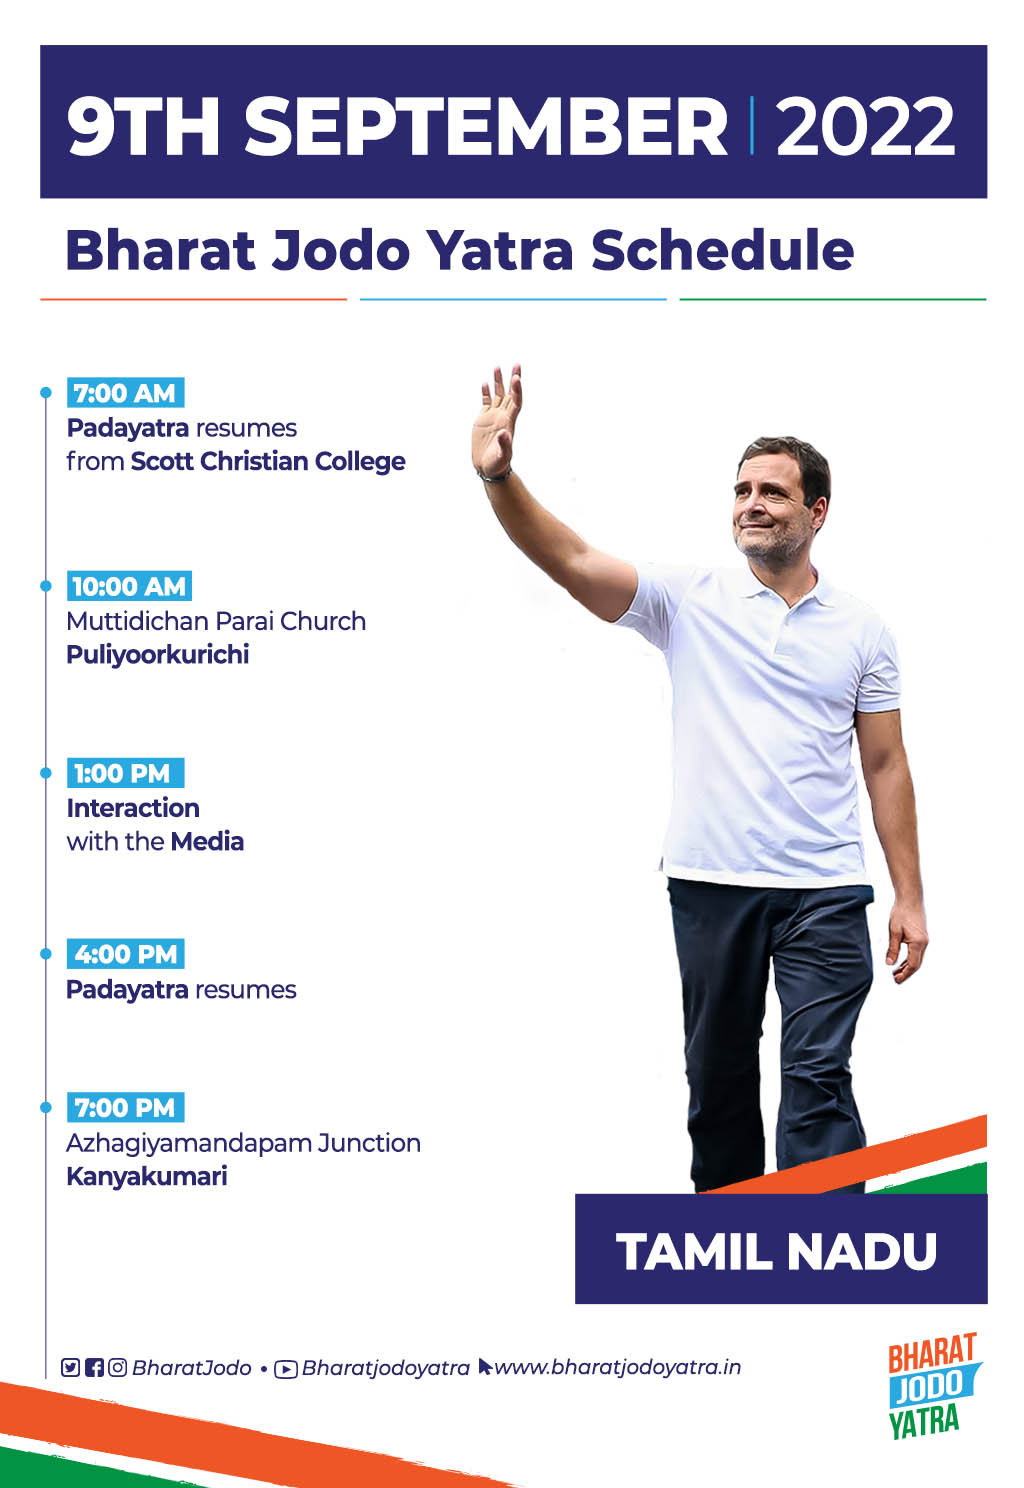 9TH SEPTEMBER | 2022
Bharat Jodo Yatra Schedule
7:00 AM
Padayatra resumes
from Scott Christian College
10:00 AM
Muttidichan Parai Church
Puliyoorkurichi
1:00 PM
Interaction
with the Media
4:00 PM
Padayatra resumes
7:00 PM
Azhagiyamandapam Junction
Kanyakumari
TAMIL NADU
BharatJodo • Bharatjodoyatra www.bharatjodoyatra.in
BHARAT
JODO
YATRA